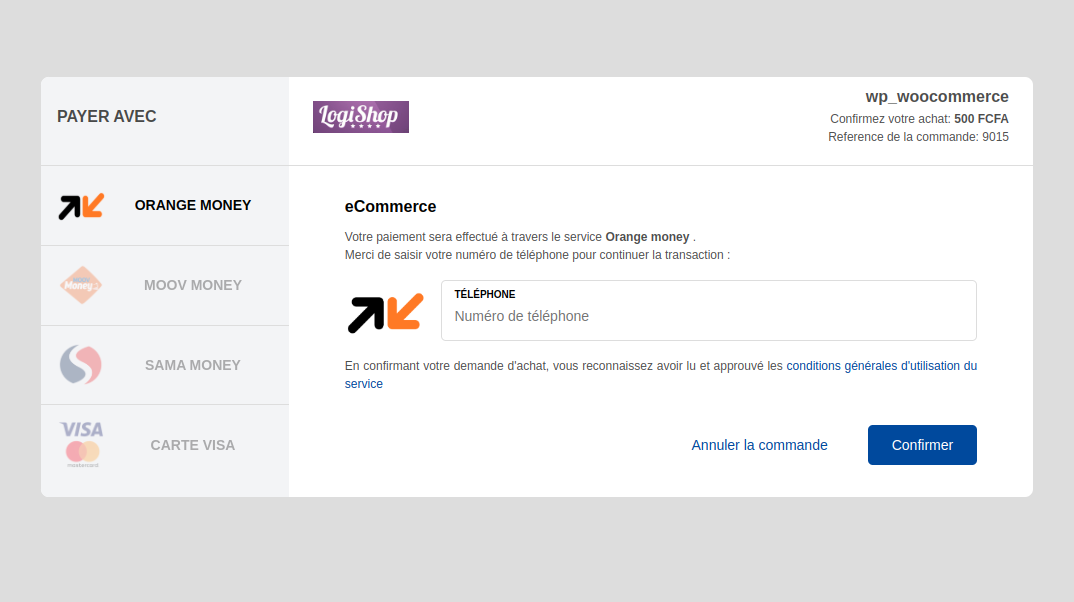 PAYER AVEC
LogiShop
wp_woocommerce
Confirmez votre achat: 500 FCFA
Reference de la commande: 9015
ORANGE MONEY
MOOV MONEY
SAMA MONEY
VISA
mastercard
CARTE VISA
eCommerce
Votre paiement sera effectué à travers le service Orange money .
Merci de saisir votre numéro de téléphone pour continuer la transaction :
TÉLÉPHONE
Numéro de téléphone
En confirmant votre demande d'achat, vous reconnaissez avoir lu et approuvé les conditions générales d'utilisation du
service
Annuler la commande
Confirmer